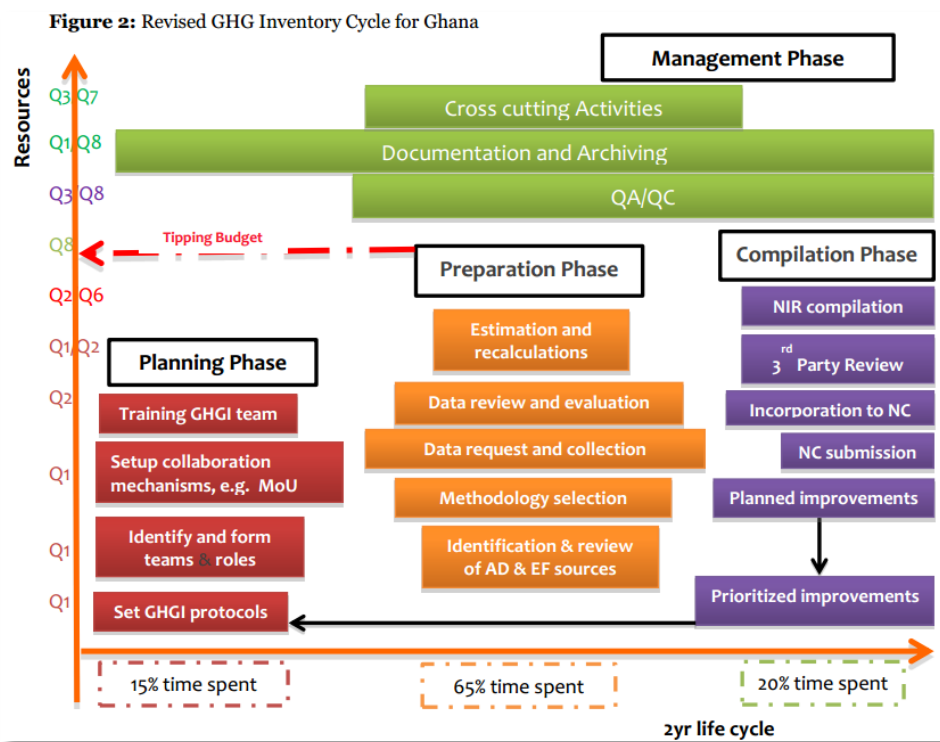 Figure 2: Revised GHG Inventory Cycle for Ghana
Resources
Management Phase
Q3/Q7
Cross cutting Activities
Q1/Q8
Documentation and Archiving
Q3/Q8
QA/QC
Q8
Tipping Budget
Preparation Phase
Compilation Phase
Q2/Q6
NIR compilation
Q1/Q2
Estimation and
recalculations
3rd Party Review
Planning Phase
Q2
Training GHGI team
Data review and evaluation
Incorporation to NC
Q1
Setup collaboration
mechanisms, e.g. MoU
Data request and collection
NC submission
Methodology selection
Planned improvements
Q1
Identify and form
teams & roles
Identification & review
of AD & EF sources
Q1
Set GHGI protocols
Prioritized improvements
15% time spent
65% time spent
20% time spent
2yr life cycle